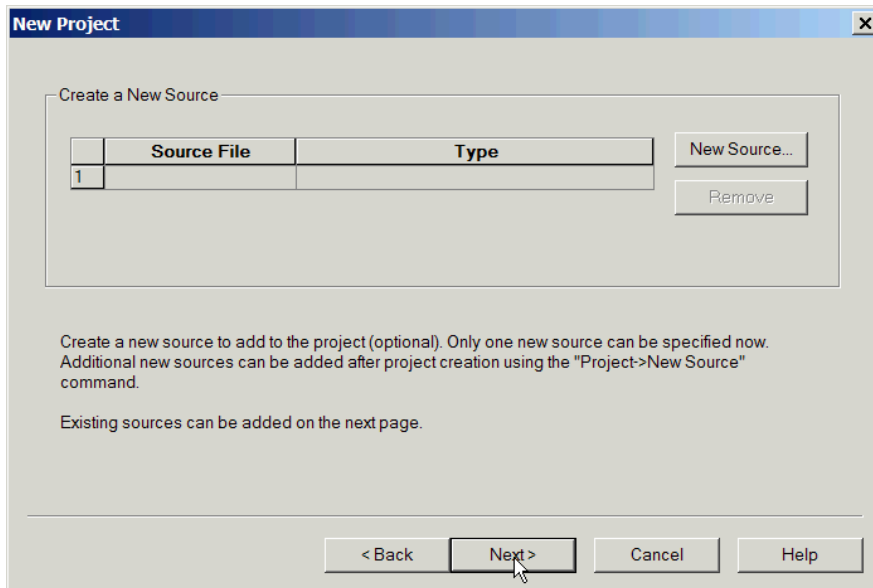 New Project
Create a New Source
Source File Type
New Source...
1
Remove
Create a new source to add to the project (optional). Only one new source can be specified now.
Additional new sources can be added after project creation using the "Project->New Source"
command.
Existing sources can be added on the next page.
< Back Next > Cancel Help